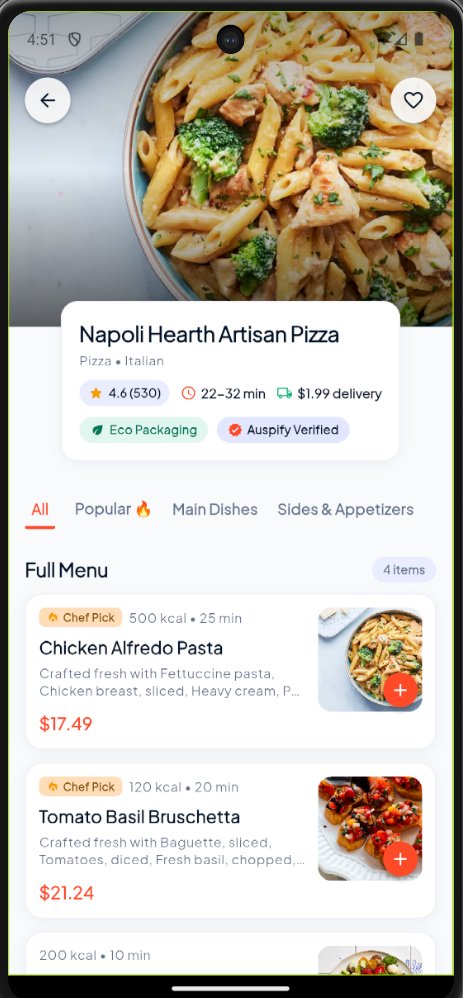 4:51
Napoli Hearth Artisan Pizza
Pizza • Italian
4.6 (530) 22–32 min $1.99 delivery
Eco Packaging Auspify Verified
All Popular 🔥 Main Dishes Sides & Appetizers
Full Menu 4 items
Chef Pick 500 kcal • 25 min
Chicken Alfredo Pasta
Crafted fresh with Fettuccine pasta,
Chicken breast, sliced, Heavy cream, P...
$17.49
Chef Pick 120 kcal • 20 min
Tomato Basil Bruschetta
Crafted fresh with Baguette, sliced,
Tomatoes, diced, Fresh basil, chopped,...
$21.24
200 kcal • 10 min